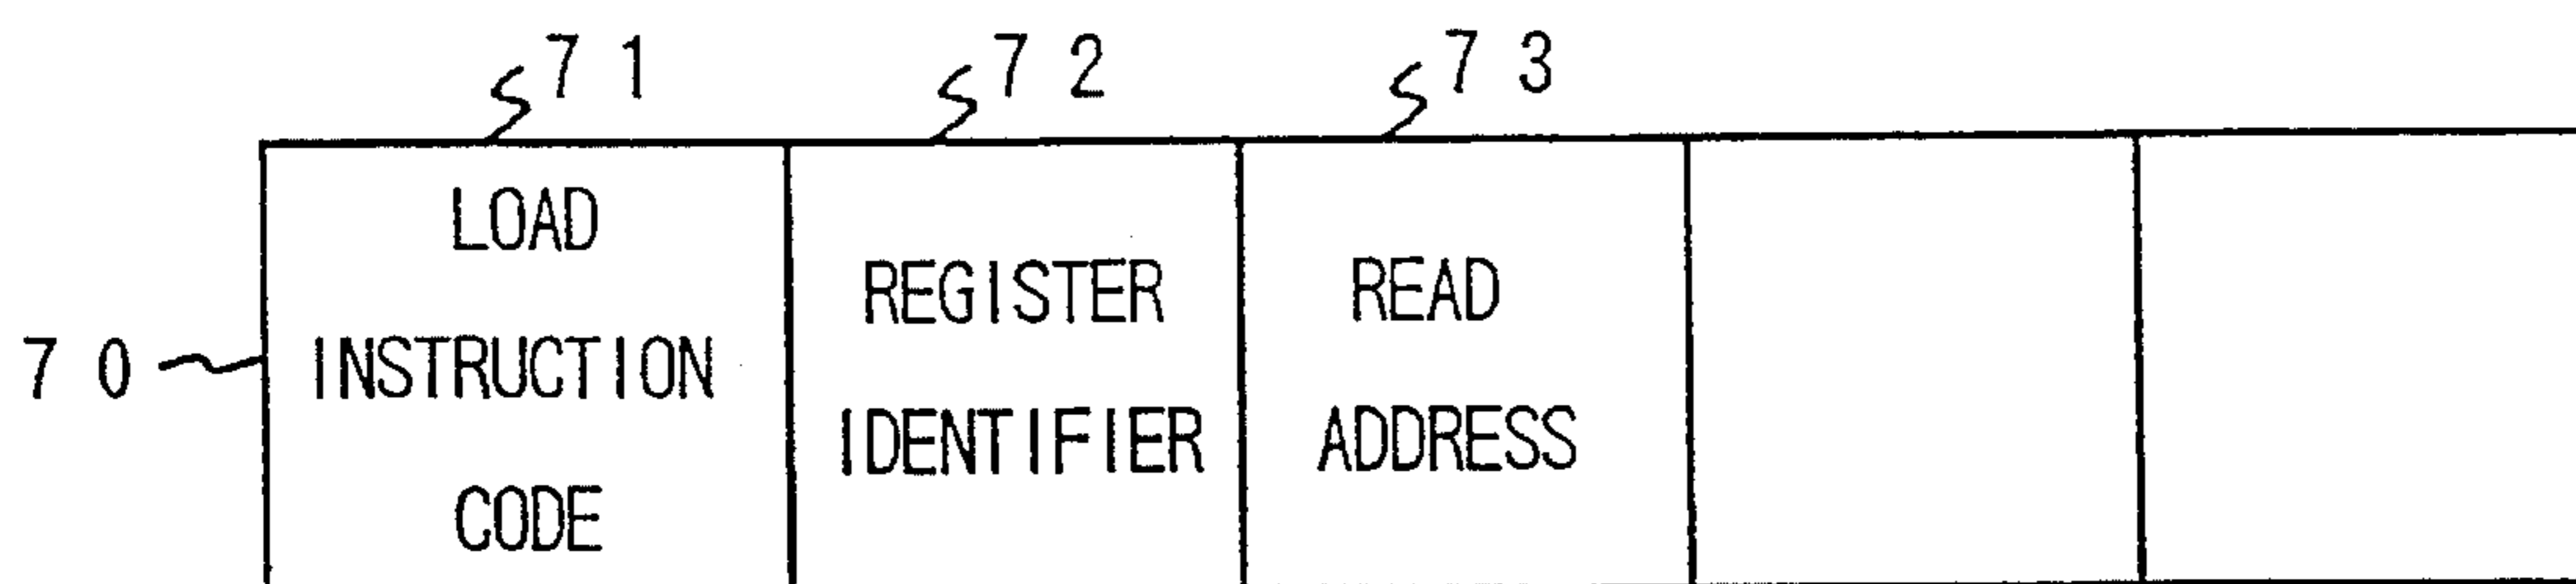 71 72 73
LOAD
INSTRUCTION
CODE
REGISTER
IDENTIFIER
READ
ADDRESS
70